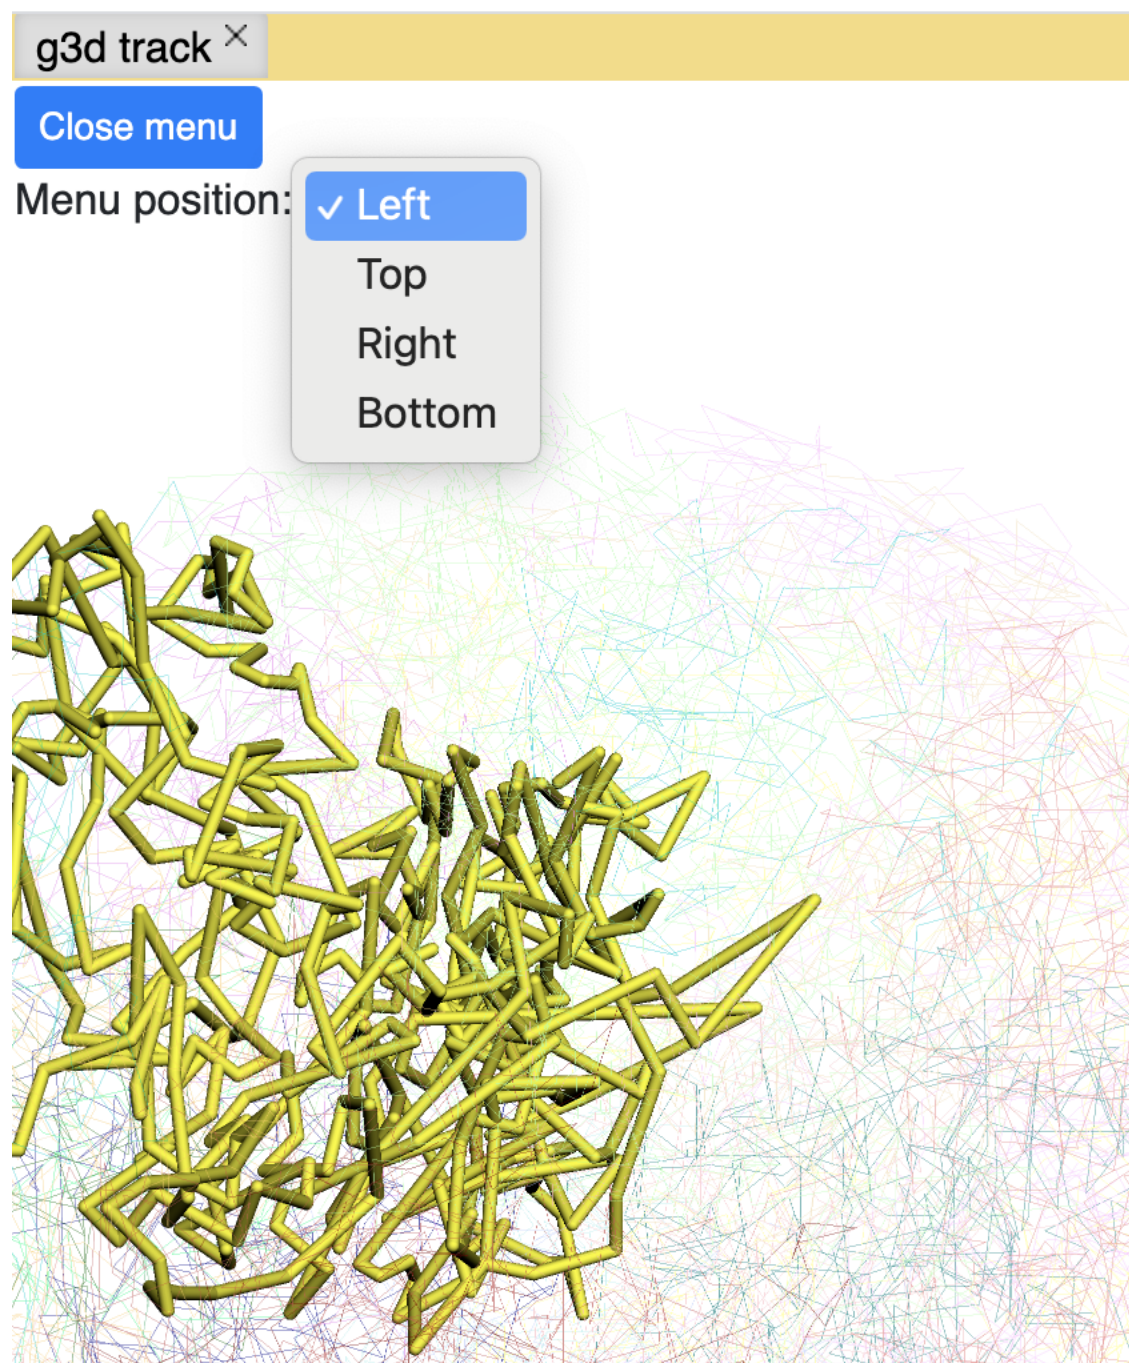 g3d track ×
Close menu
Menu position:
✓ Left
Top
Right
Bottom